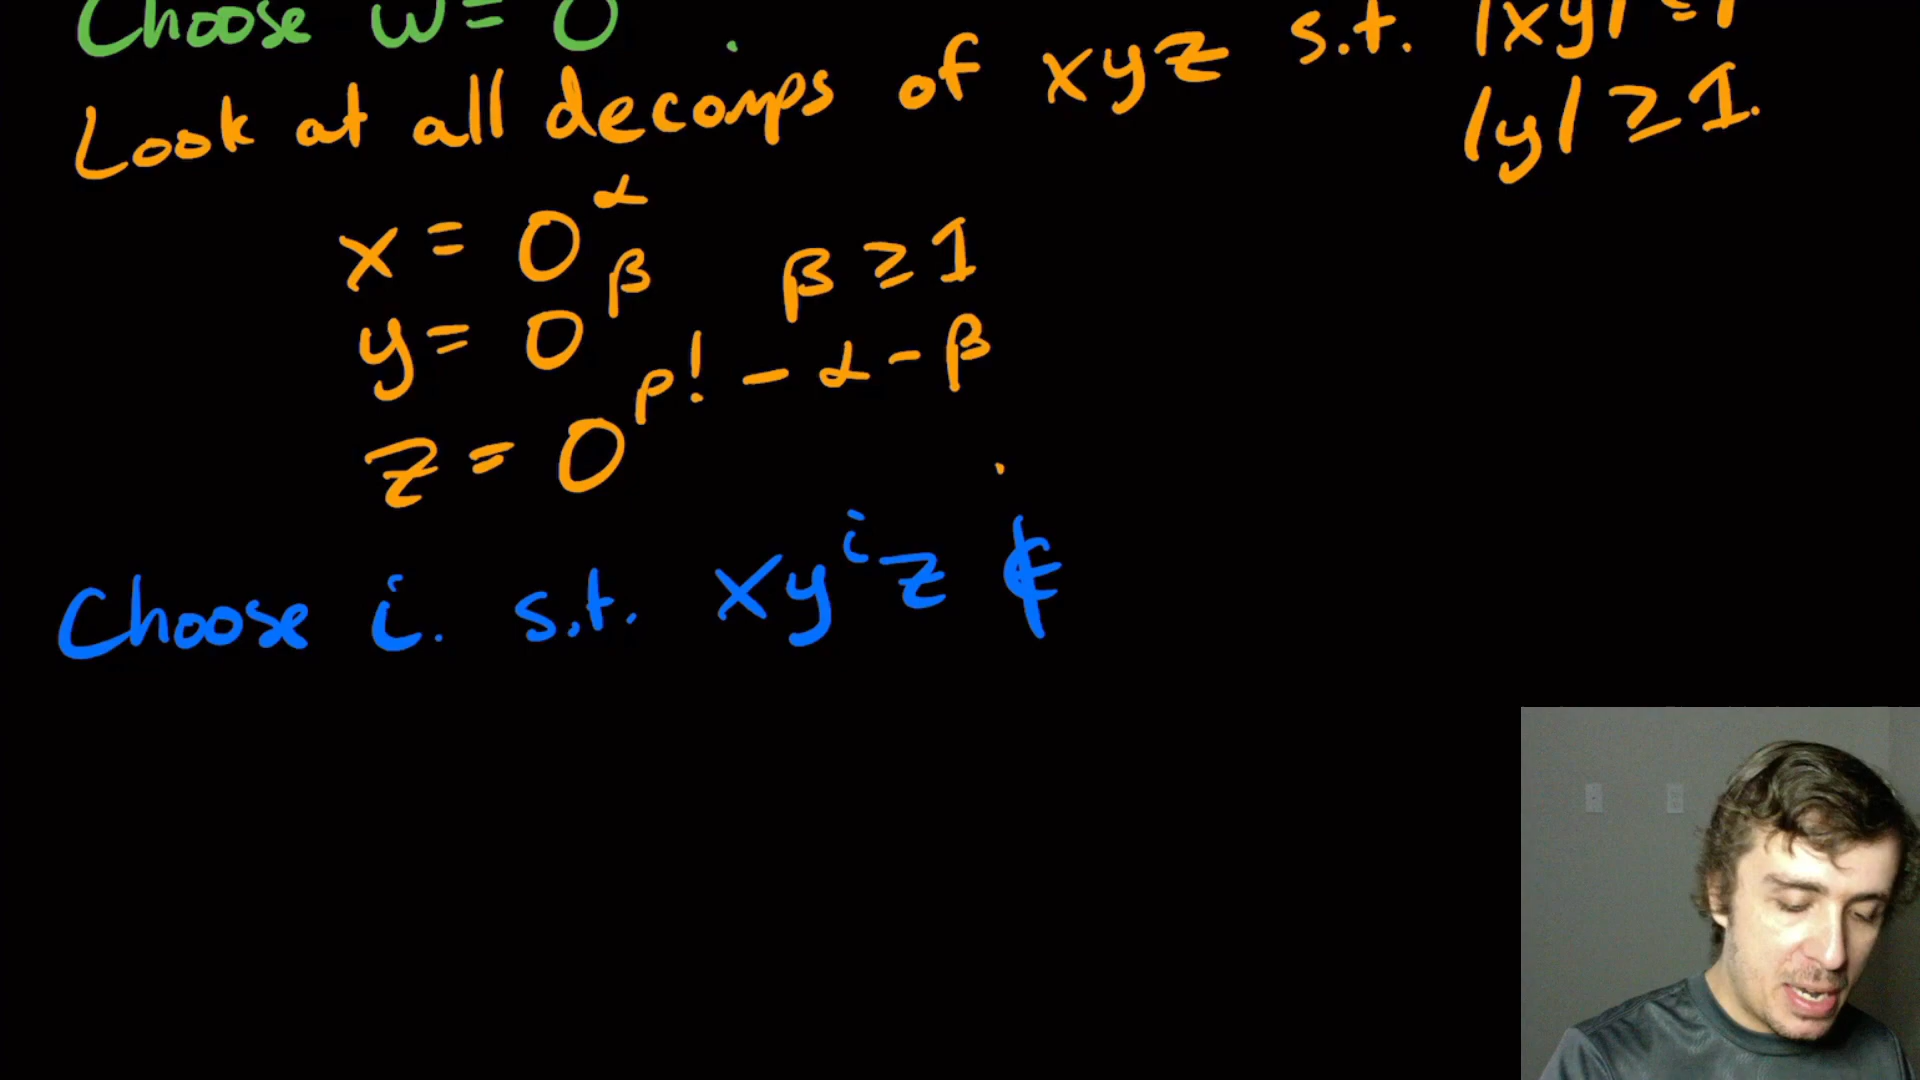 Choose w = 0
Look at all decomps of xyz s.t. |xy| ≤ p
|y| ≥ 1.
x = 0^α
y = 0^β β ≥ 1
z = 0^{p! - α - β}
Choose i. s.t. xy^i z ∉